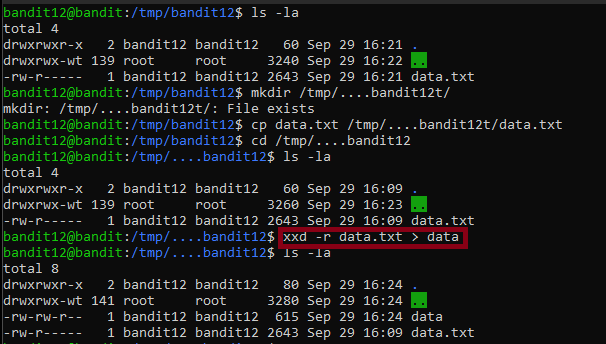 bandit12@bandit:/tmp/bandit12$ ls -la
total 4
drwxrwxr-x   2 bandit12 bandit12   60 Sep 29 16:21 .
drwxrwx-wt 139 root     root     3240 Sep 29 16:22 ..
-rw-r-----   1 bandit12 bandit12 2643 Sep 29 16:21 data.txt
bandit12@bandit:/tmp/bandit12$ mkdir /tmp/....bandit12t/
mkdir: /tmp/....bandit12t/: File exists
bandit12@bandit:/tmp/bandit12$ cp data.txt /tmp/....bandit12t/data.txt
bandit12@bandit:/tmp/bandit12$ cd /tmp/....bandit12
bandit12@bandit:/tmp/....bandit12$ ls -la
total 4
drwxrwxr-x   2 bandit12 bandit12   60 Sep 29 16:09 .
drwxrwx-wt 139 root     root     3260 Sep 29 16:23 ..
-rw-r-----   1 bandit12 bandit12 2643 Sep 29 16:09 data.txt
bandit12@bandit:/tmp/....bandit12$ xxd -r data.txt > data
bandit12@bandit:/tmp/....bandit12$ ls -la
total 8
drwxrwxr-x   2 bandit12 bandit12   80 Sep 29 16:24 .
drwxrwx-wt 141 root     root     3280 Sep 29 16:24 ..
-rw-rw-r--   1 bandit12 bandit12  615 Sep 29 16:24 data
-rw-r-----   1 bandit12 bandit12 2643 Sep 29 16:09 data.txt